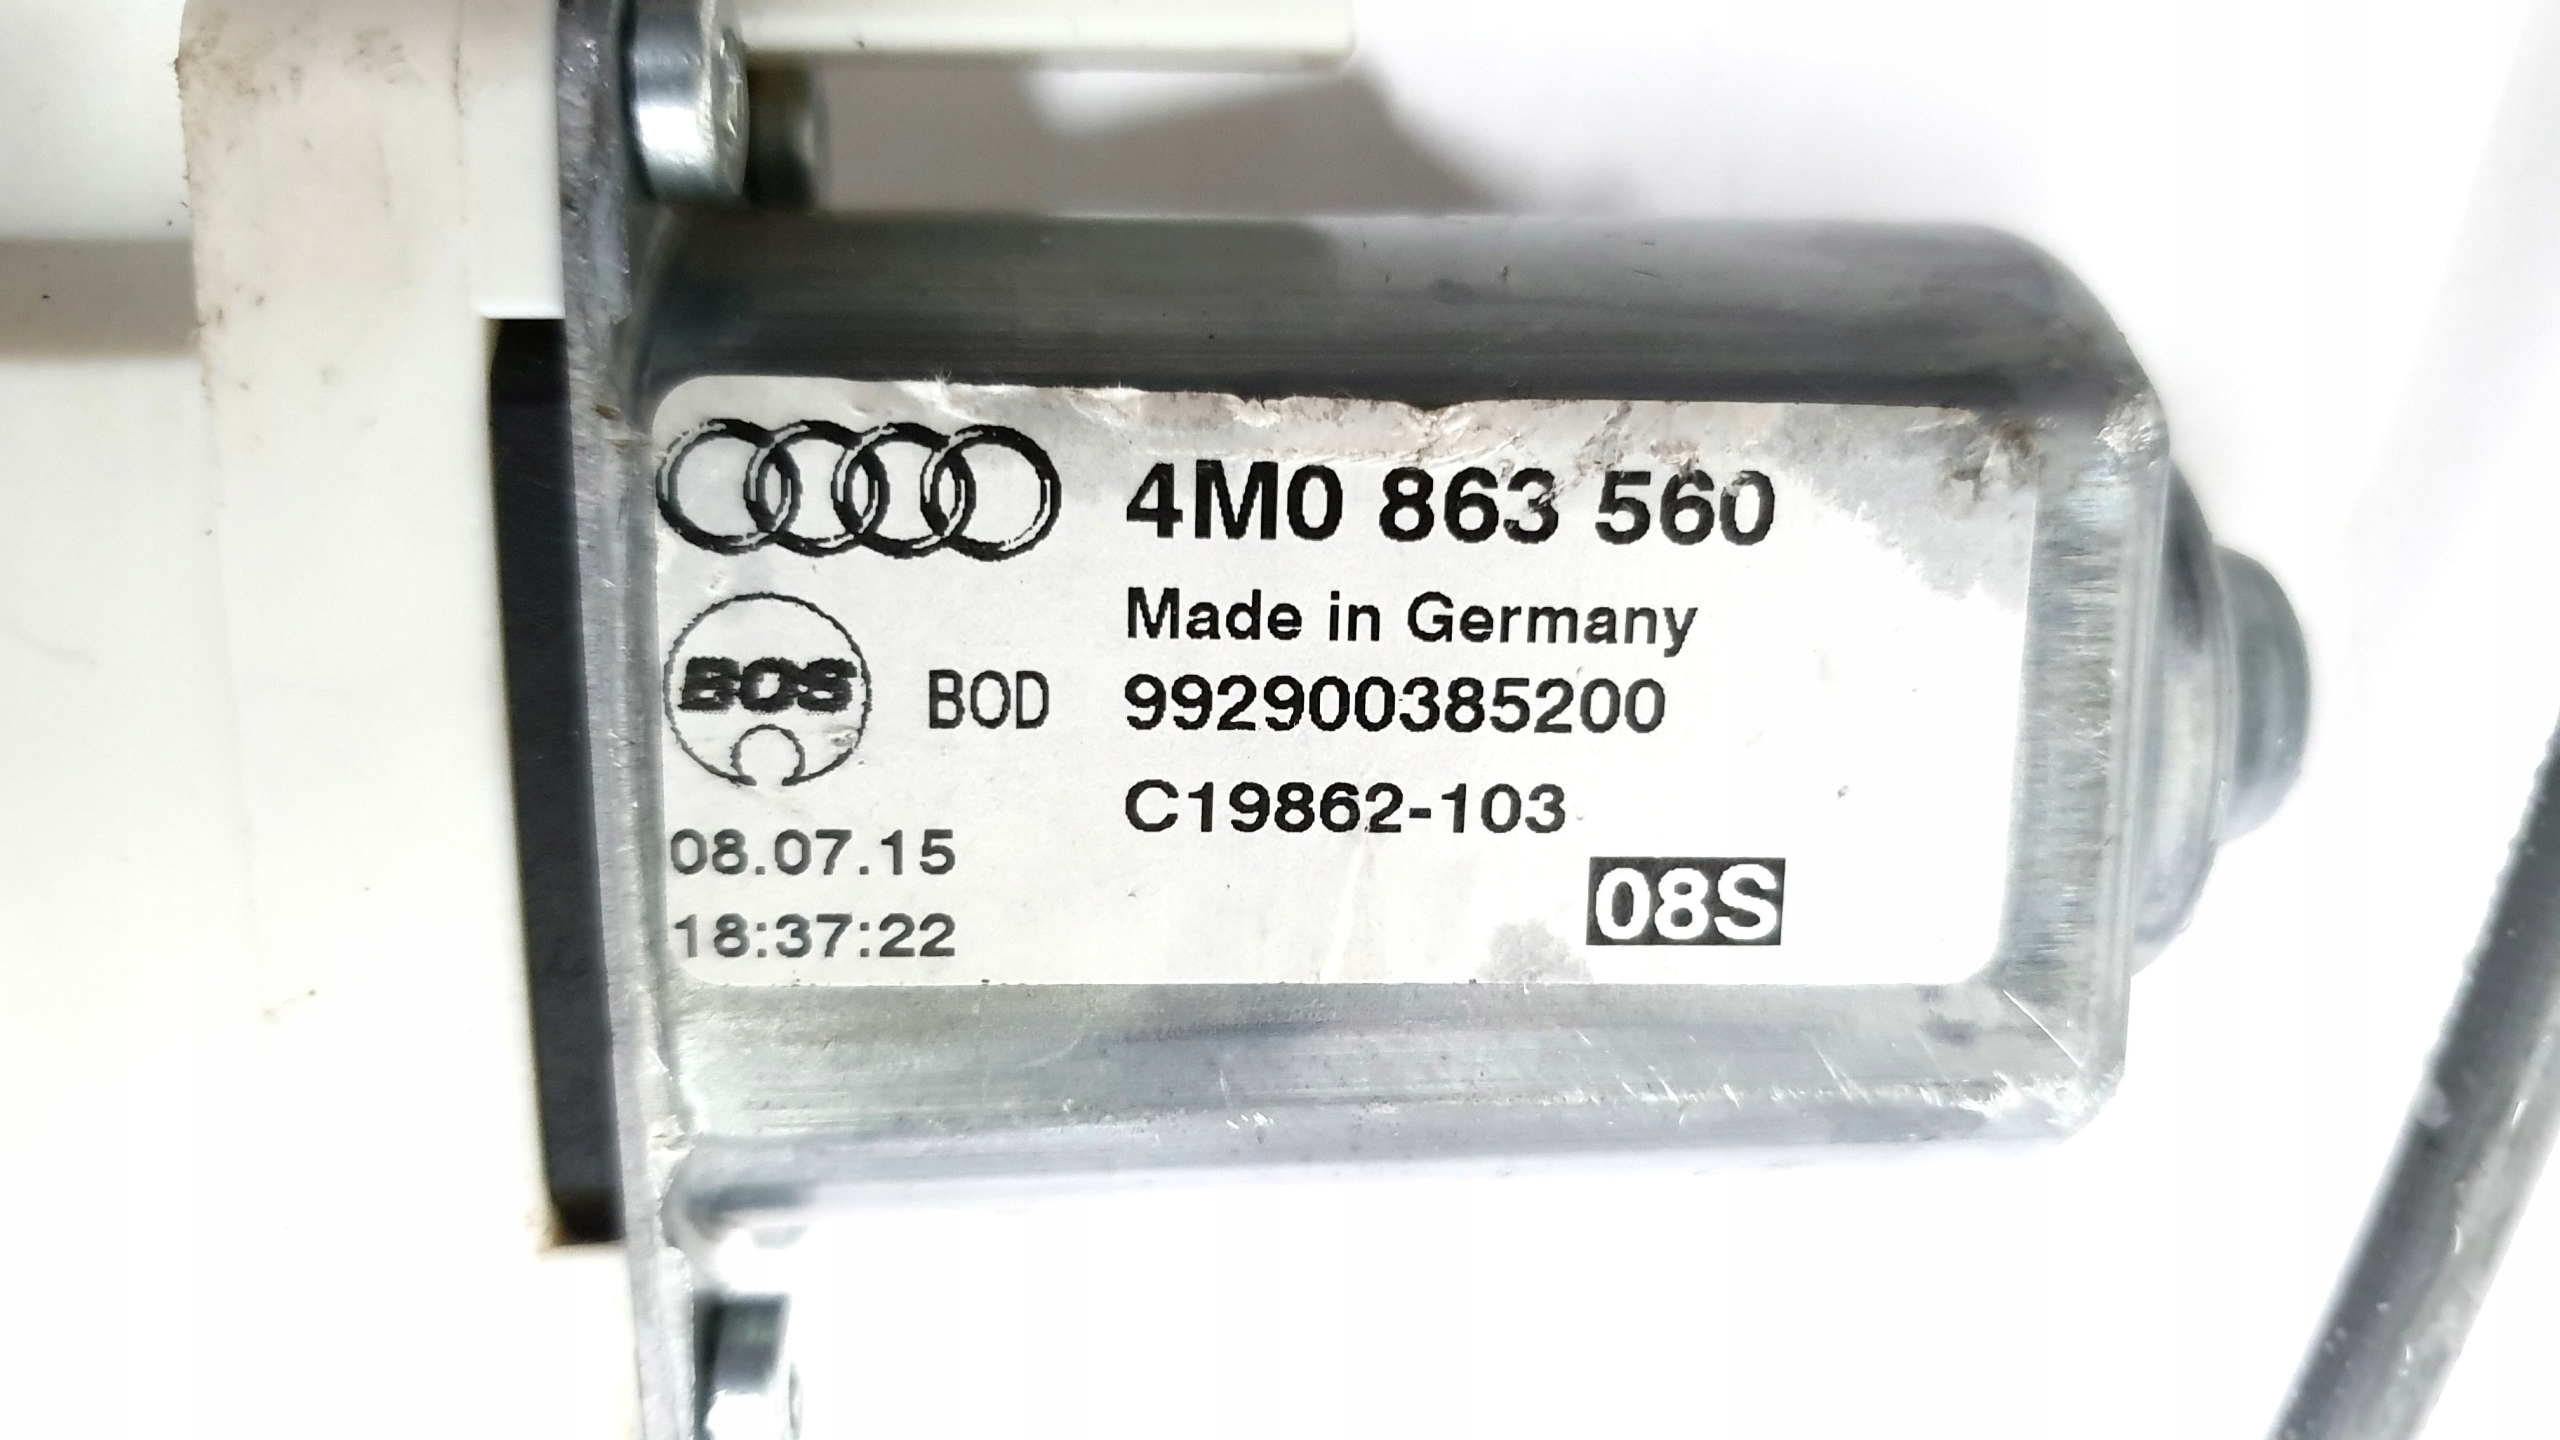 4M0 863 560
Made in Germany
BOS BOD 992900385200
C19862-103
08.07.15
08S
18:37:22